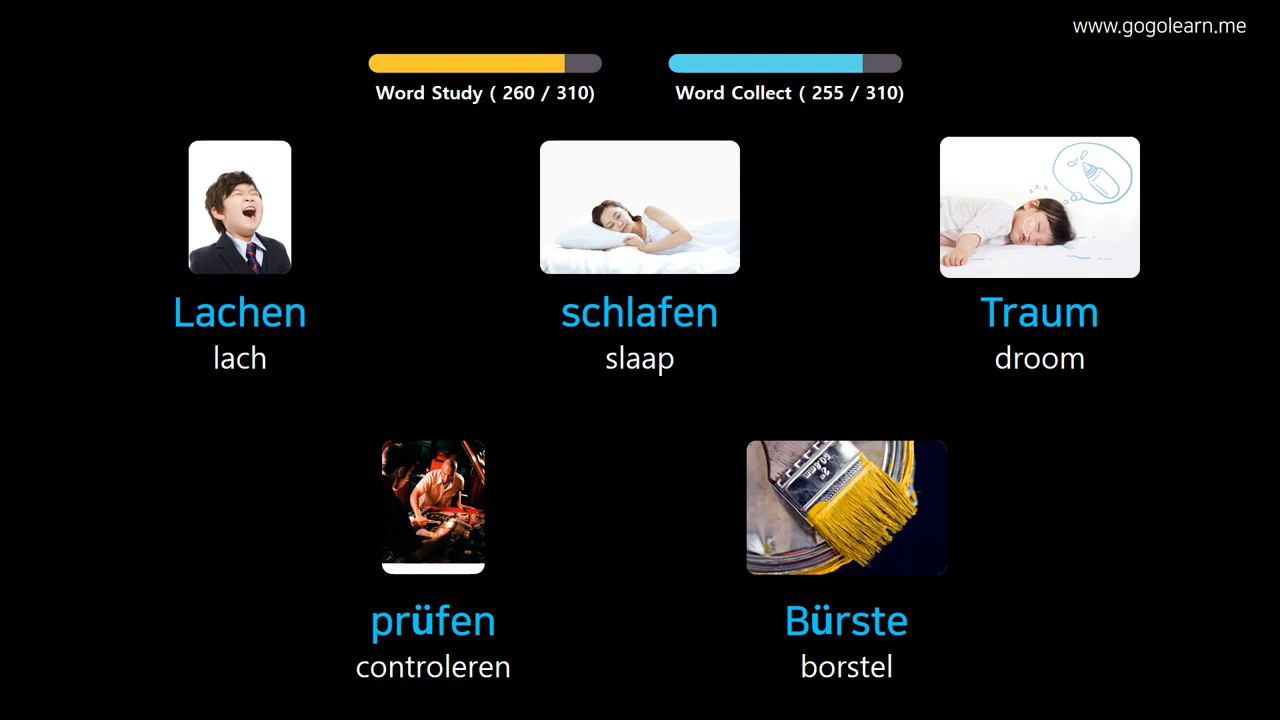 www.gogolearn.me
Word Study ( 260 / 310)
Word Collect ( 255 / 310)
Lachen
lach
schlafen
slaap
Traum
droom
prüfen
controleren
Bürste
borstel